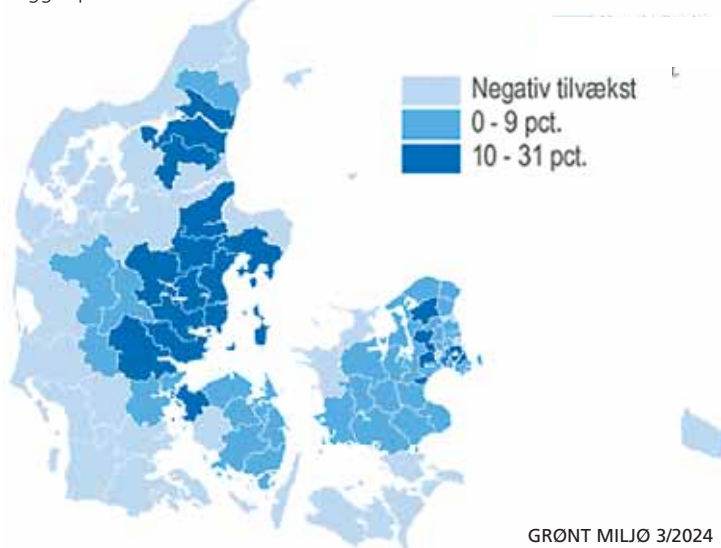 Negativ tilvækst
0 - 9 pct.
10 - 31 pct.
GRØNT MILJØ 3/2024